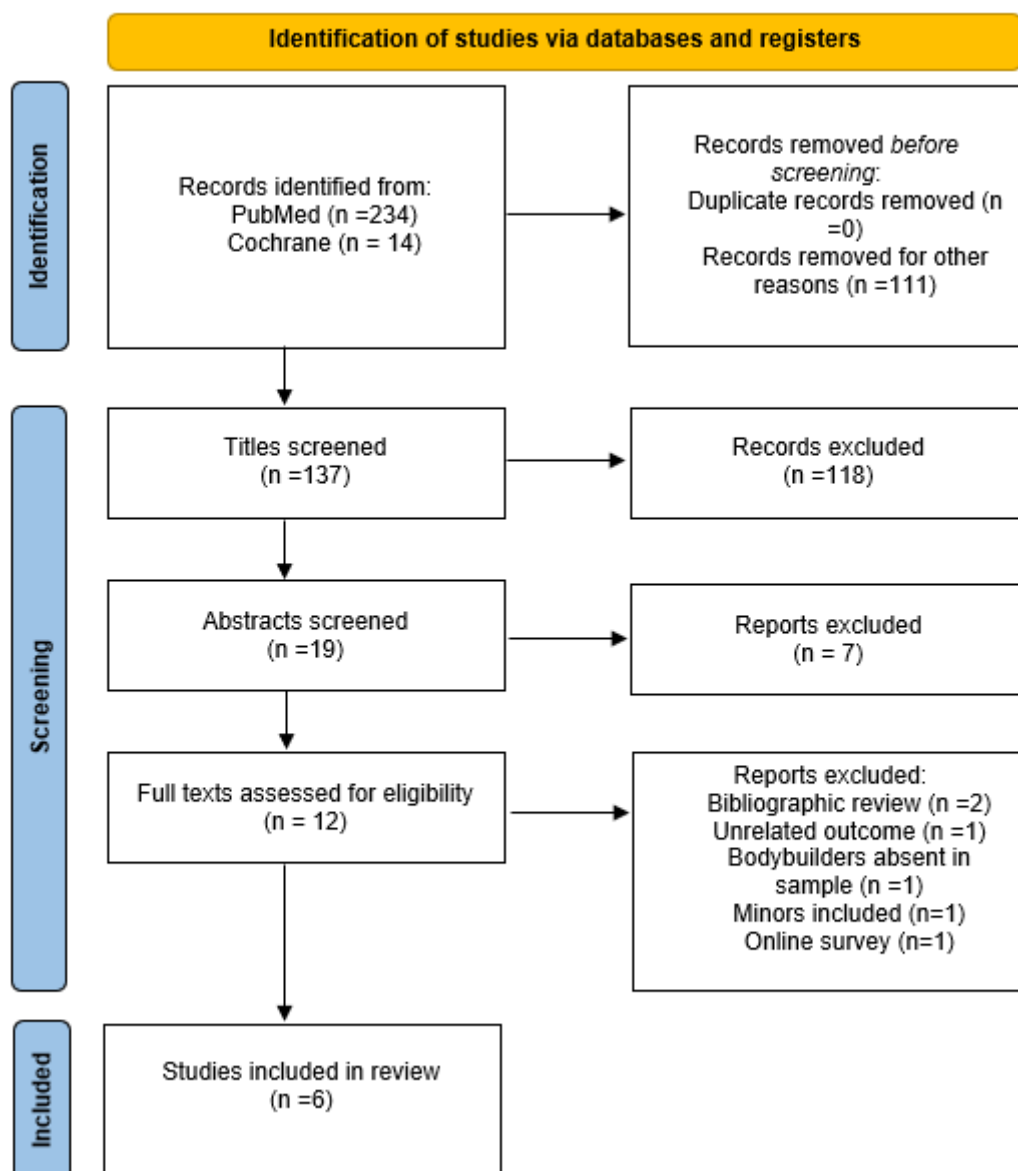 Identification of studies via databases and registers
Identification
Records identified from:
PubMed (n =234)
Cochrane (n = 14)
Records removed before
screening:
Duplicate records removed (n
=0)
Records removed for other
reasons (n =111)
Screening
Titles screened
(n =137)
Records excluded
(n =118)
Abstracts screened
(n =19)
Reports excluded
(n = 7)
Full texts assessed for eligibility
(n = 12)
Reports excluded:
Bibliographic review (n =2)
Unrelated outcome (n =1)
Bodybuilders absent in
sample (n =1)
Minors included (n=1)
Online survey (n=1)
Included
Studies included in review
(n =6)